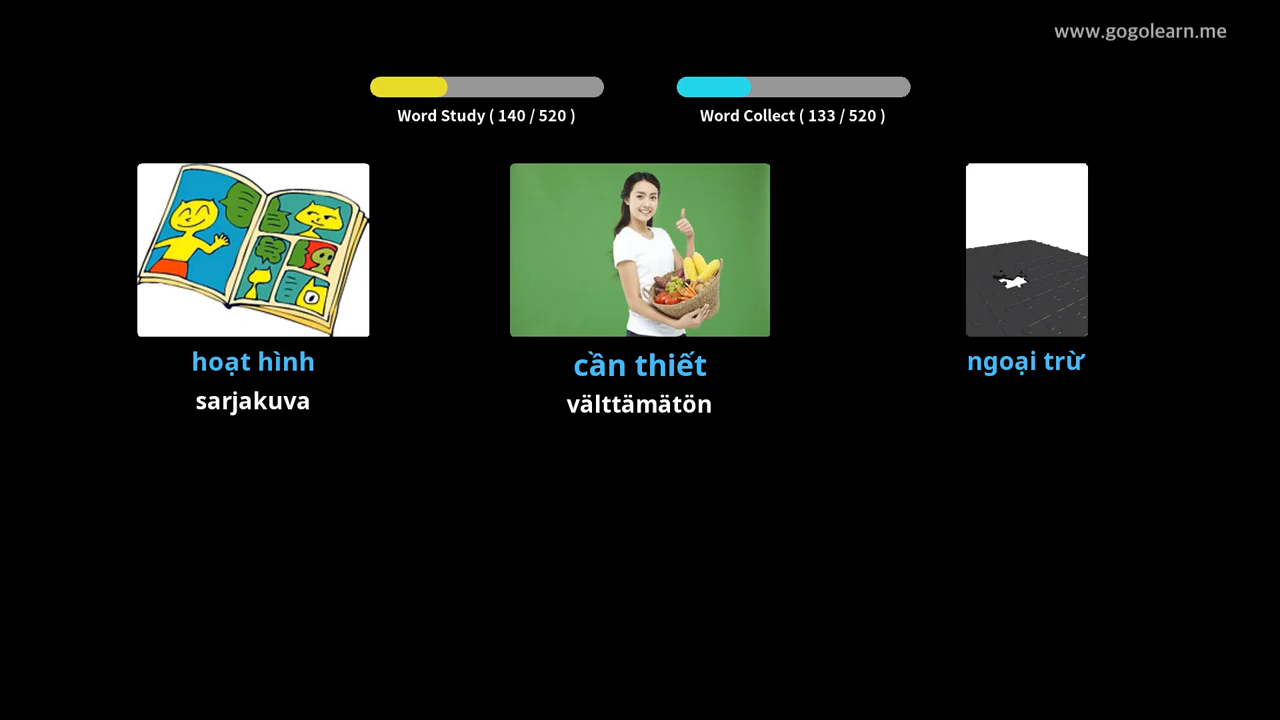 www.gogolearn.me
Word Study ( 140 / 520 )
Word Collect ( 133 / 520 )
hoạt hình
sarjakuva
cần thiết
välttämätön
ngoại trừ